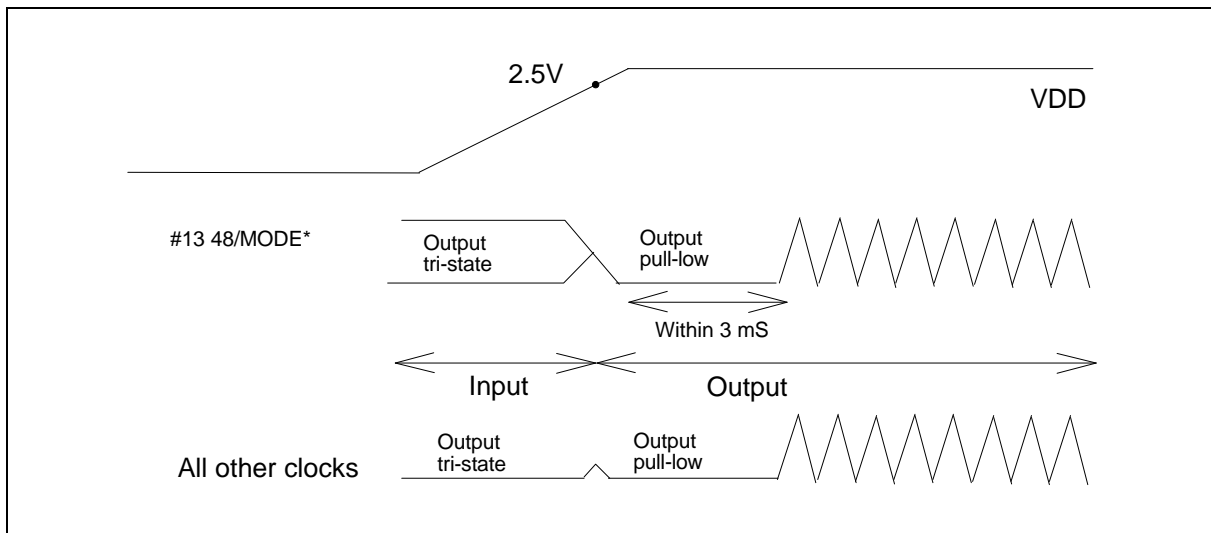 2.5V
VDD
#13 48/MODE*
Output
tri-state
Output
pull-low
Within 3 mS
Input
Output
All other clocks
Output
tri-state
Output
pull-low